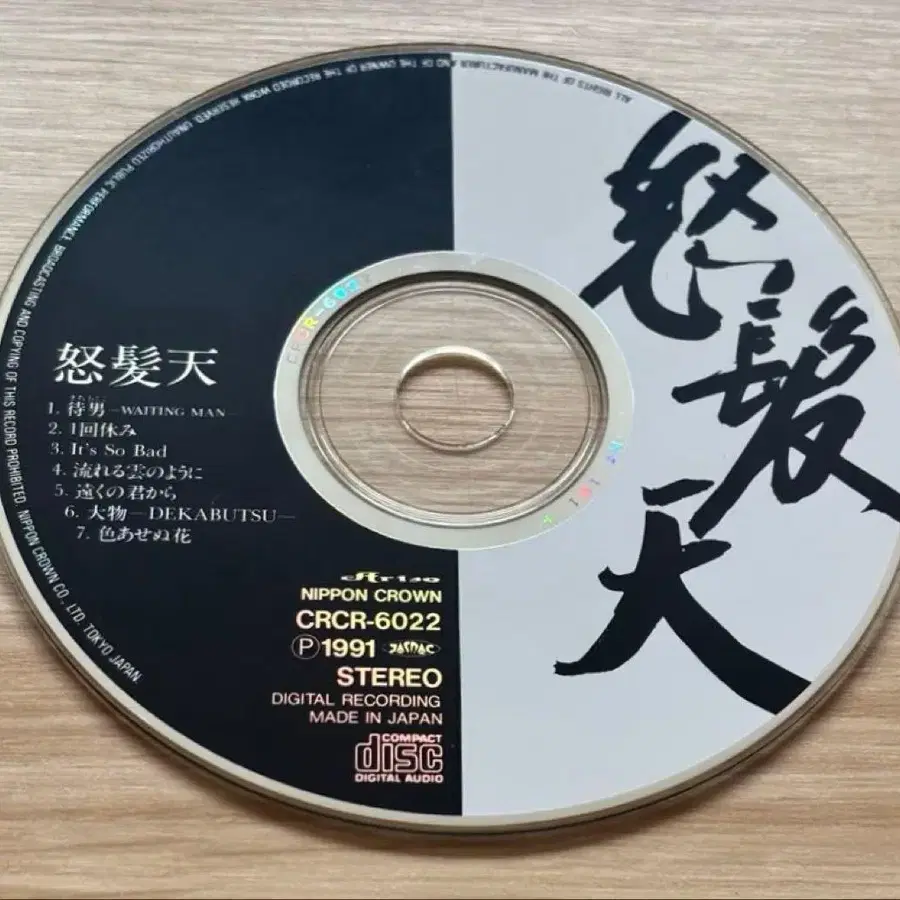 怒髪天
1. 待男 –WAITING MAN–
2. 1回休み
3. It's So Bad
4. 流れる雲のように
5. 遠くの君から
6. 大物 –DEKABUTSU–
7. 色あせぬ花
NIPPON CROWN
CRCR-6022
Ⓟ1991
STEREO
DIGITAL RECORDING
MADE IN JAPAN
COMPACT
disc
DIGITAL AUDIO
怒髪天
ALL RIGHTS OF THE MANUFACTURER AND OF THE OWNER OF THE RECORDED WORK RESERVED. UNAUTHORIZED PUBLIC PERFORMANCE, BROADCASTING AND COPYING OF THIS RECORD PROHIBITED. NIPPON CROWN CO., LTD. TOKYO JAPAN.